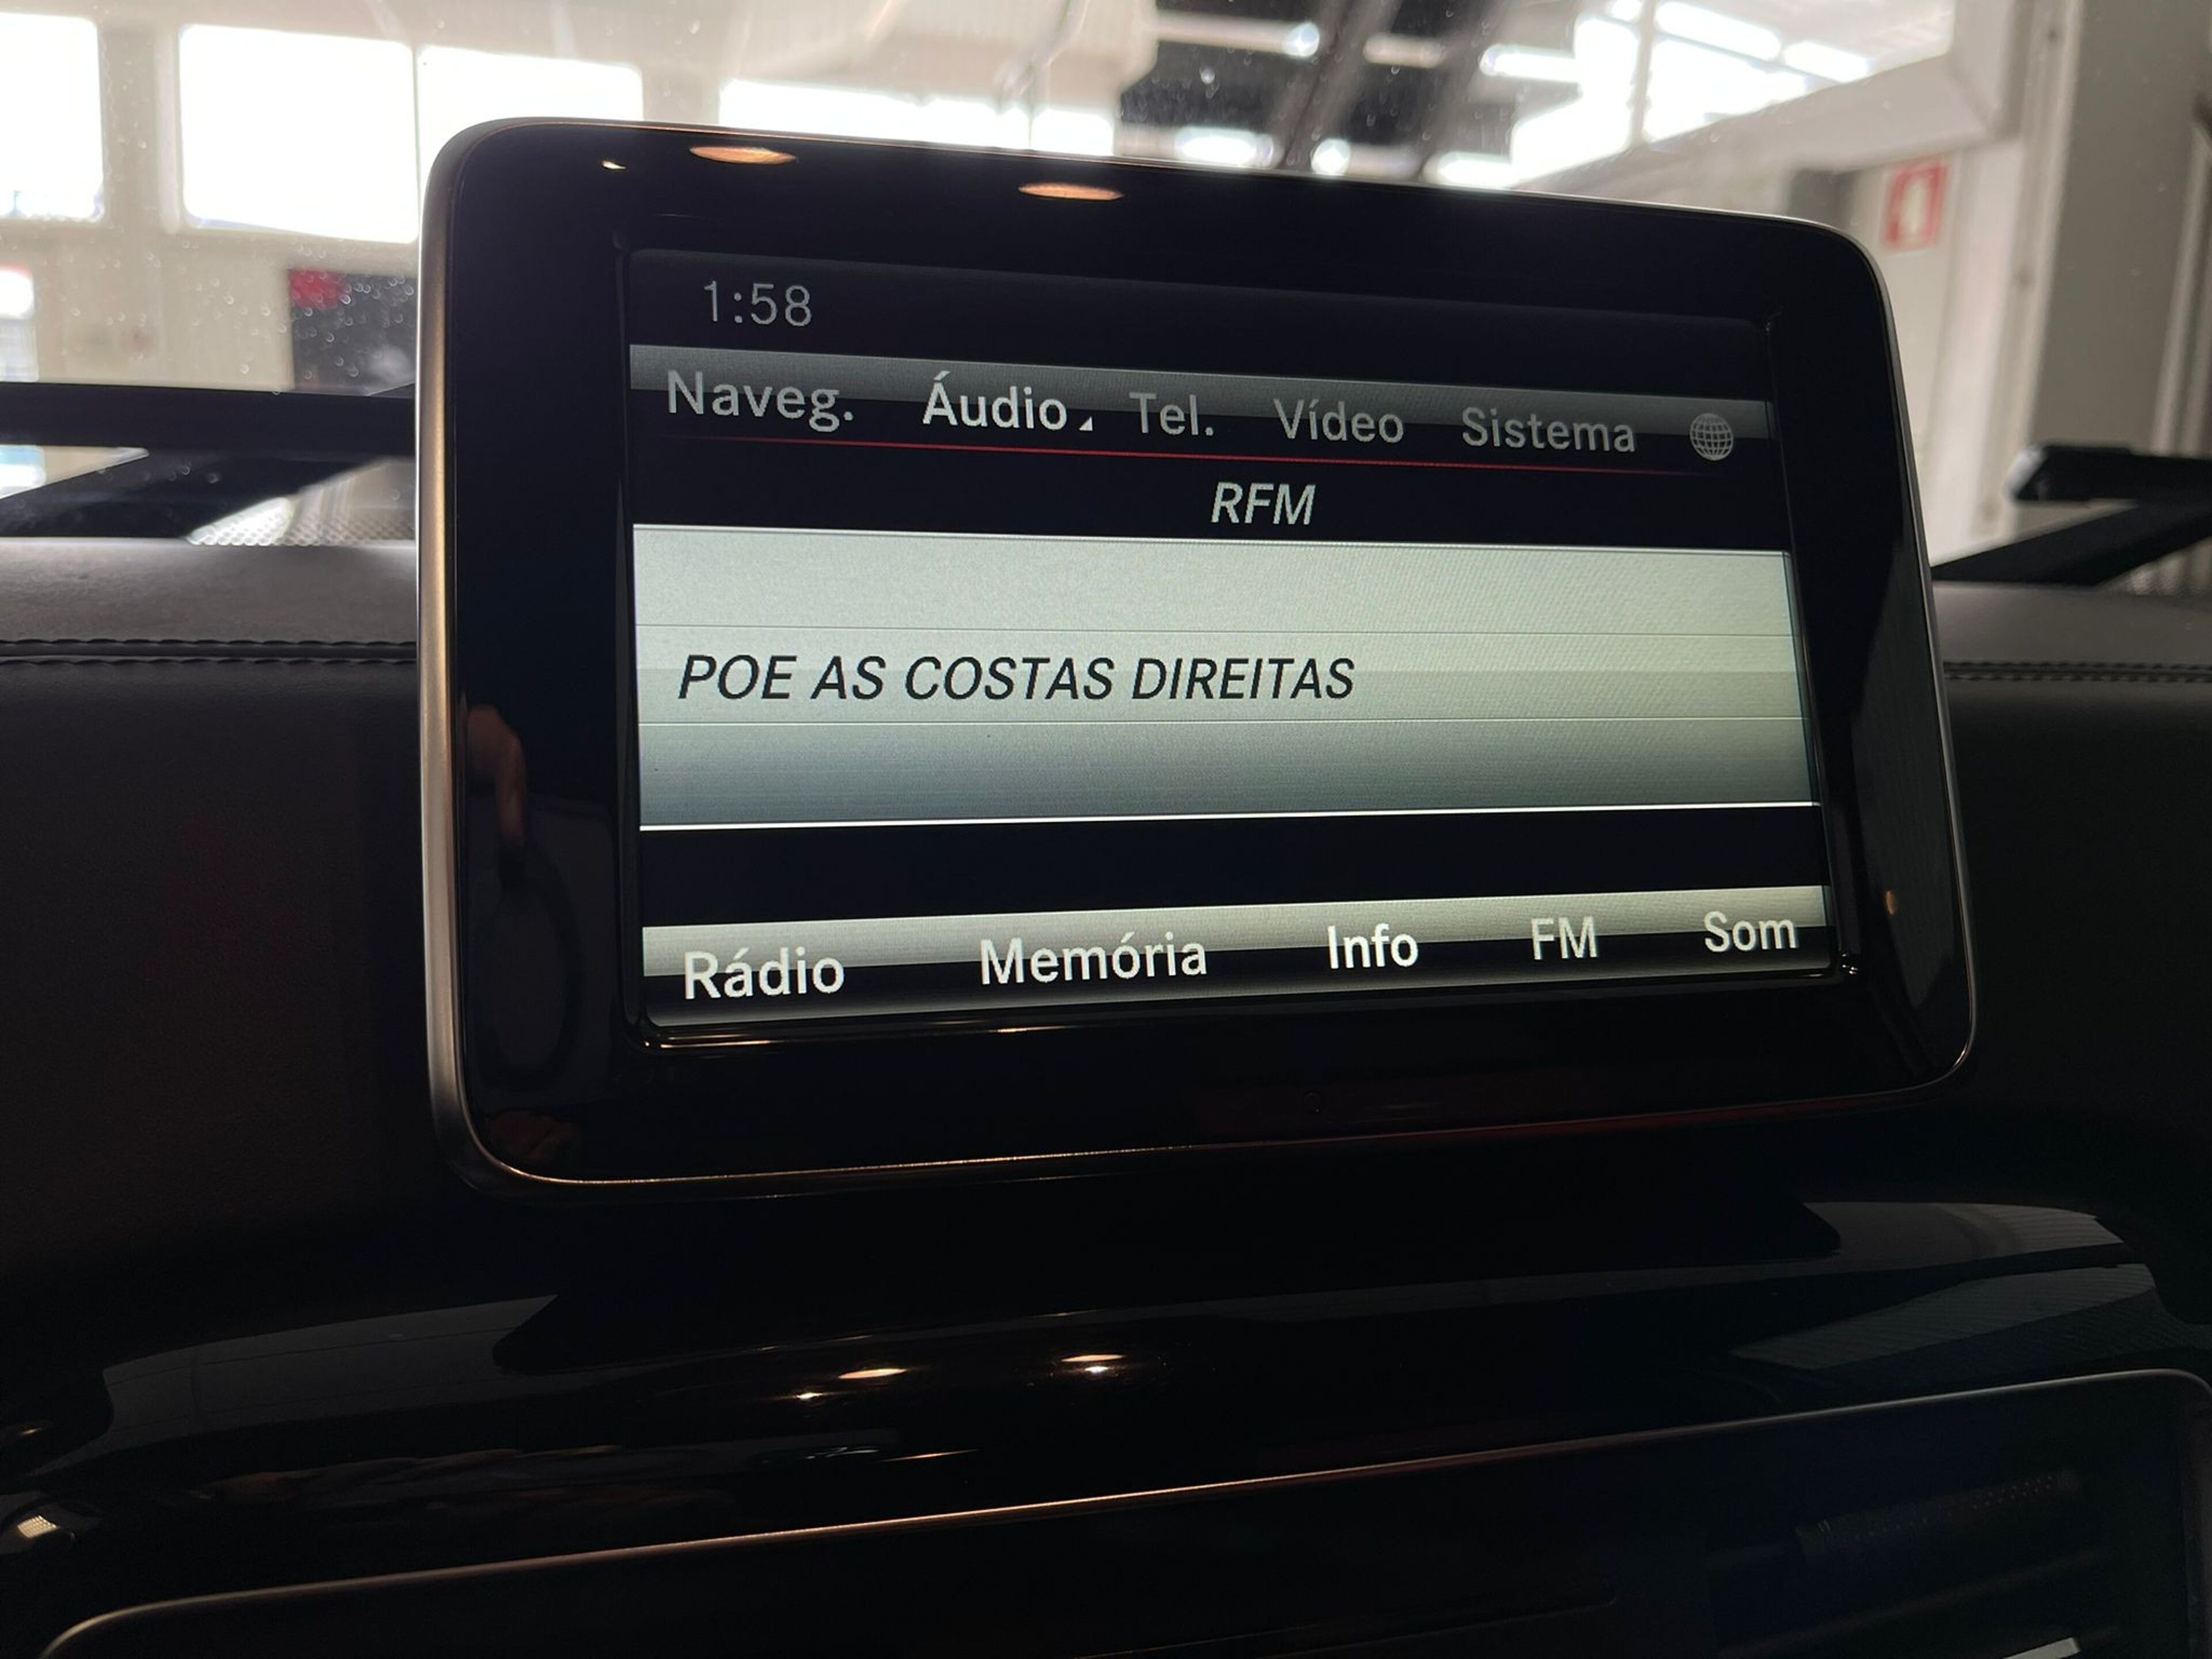 1:58
Naveg. Áudio Tel. Vídeo Sistema
RFM
POE AS COSTAS DIREITAS
Rádio Memória Info FM Som